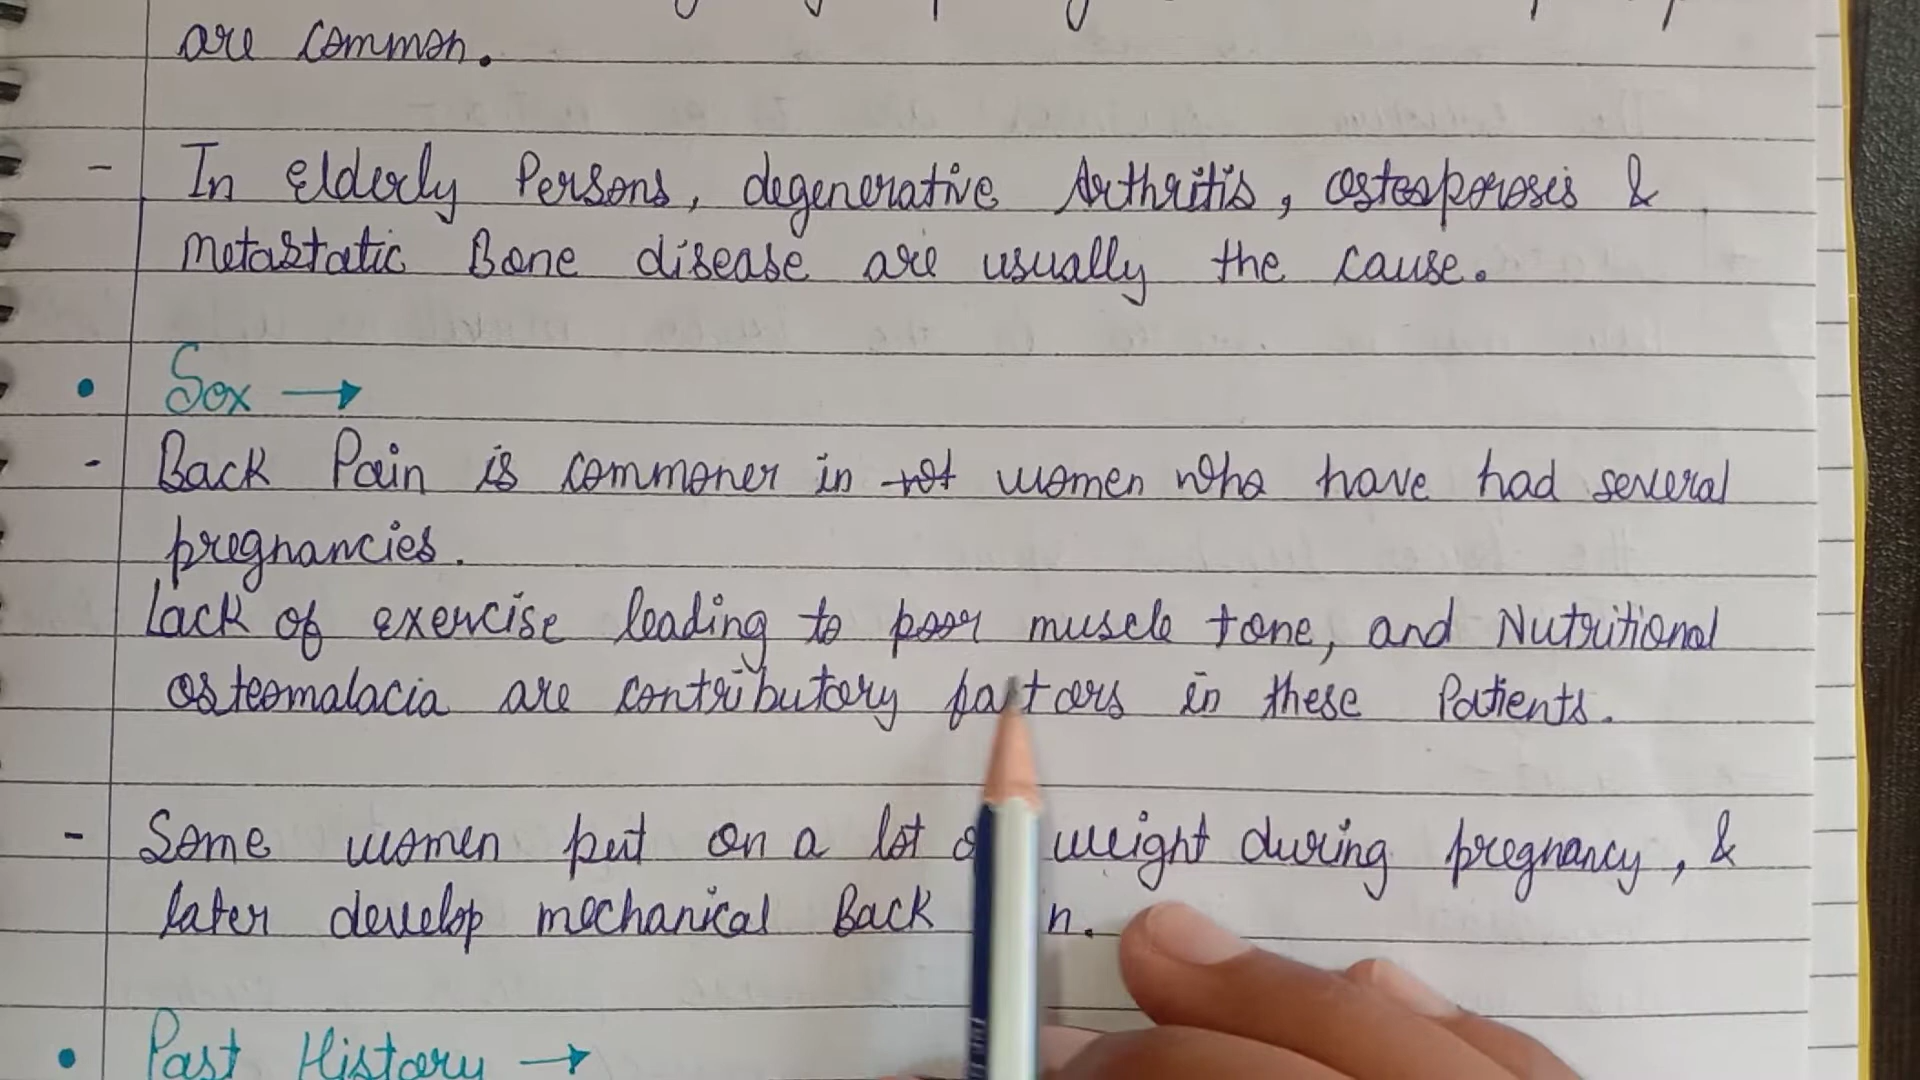 are common.
- In Elderly Persons, degenerative Arthritis, osteoporosis &
metastatic Bone disease are usually the cause.
• Sex →
- Back Pain is commoner in not women who have had several
pregnancies.
Lack of exercise leading to poor muscle tone, and Nutritional
osteomalacia are contributory factors in these Patients.
- Some women put on a lot weight during pregnancy, &
later develop mechanical Back n.
• Past History →